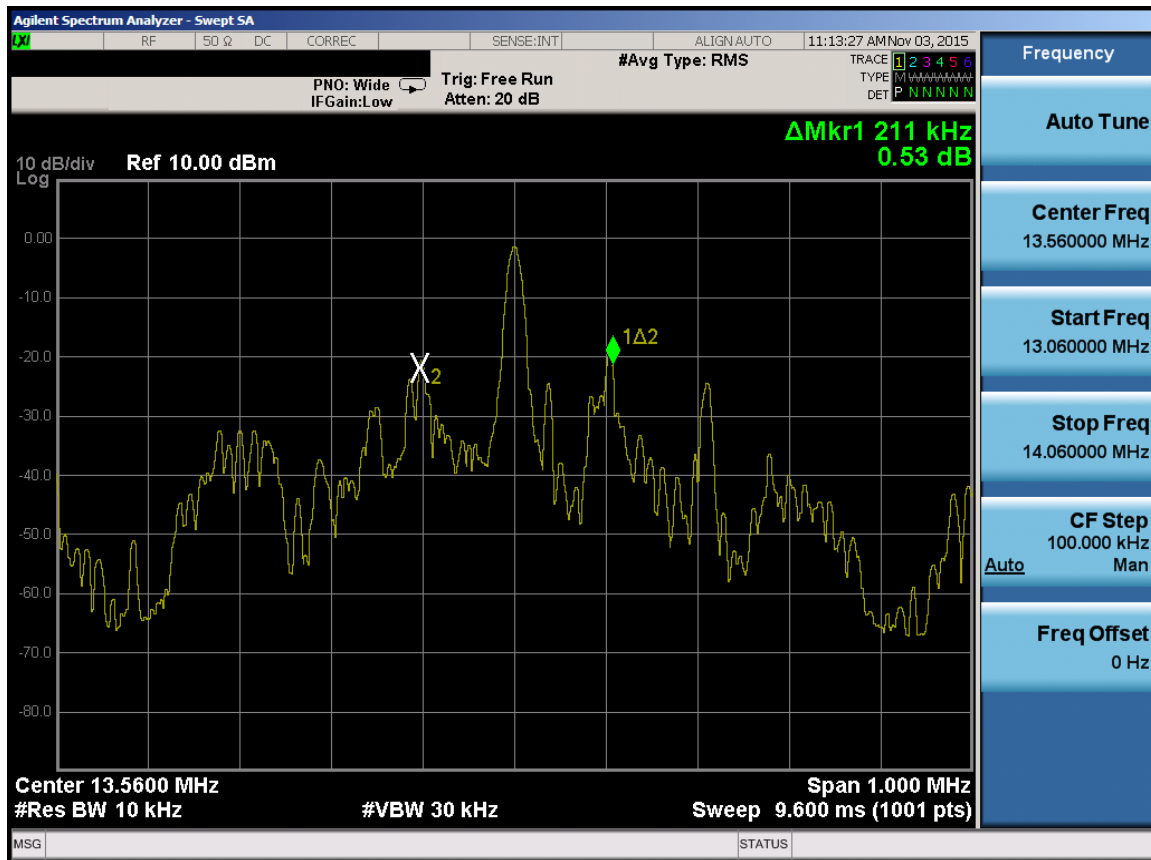 Agilent Spectrum Analyzer - Swept SA
LXI RF 50 Ω DC CORREC SENSE:INT ALIGN AUTO 11:13:27 AM Nov 03, 2015
Frequency
PNO: Wide
IFGain:Low
Trig: Free Run
Atten: 20 dB
#Avg Type: RMS
TRACE 1 2 3 4 5 6
TYPE M WWWWW
DET P N N N N N
Auto Tune
ΔMkr1 211 kHz
0.53 dB
10 dB/div
Log
Ref 10.00 dBm
Center Freq
13.560000 MHz
0.00
-10.0
-20.0
-30.0
-40.0
-50.0
-60.0
-70.0
-80.0
2
1Δ2
Start Freq
13.060000 MHz
Stop Freq
14.060000 MHz
CF Step
100.000 kHz
Auto Man
Freq Offset
0 Hz
Center 13.5600 MHz
Span 1.000 MHz
#Res BW 10 kHz
#VBW 30 kHz
Sweep 9.600 ms (1001 pts)
MSG
STATUS